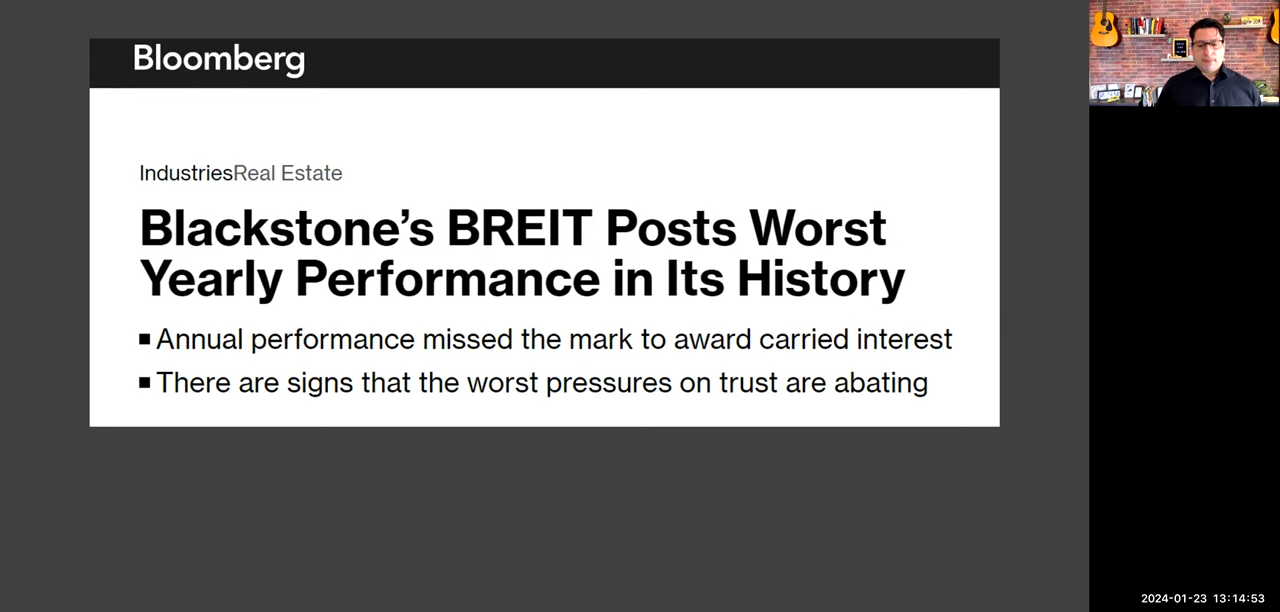 Bloomberg
IndustriesReal Estate
Blackstone’s BREIT Posts Worst
Yearly Performance in Its History
▪ Annual performance missed the mark to award carried interest
▪ There are signs that the worst pressures on trust are abating
2024-01-23 13:14:53